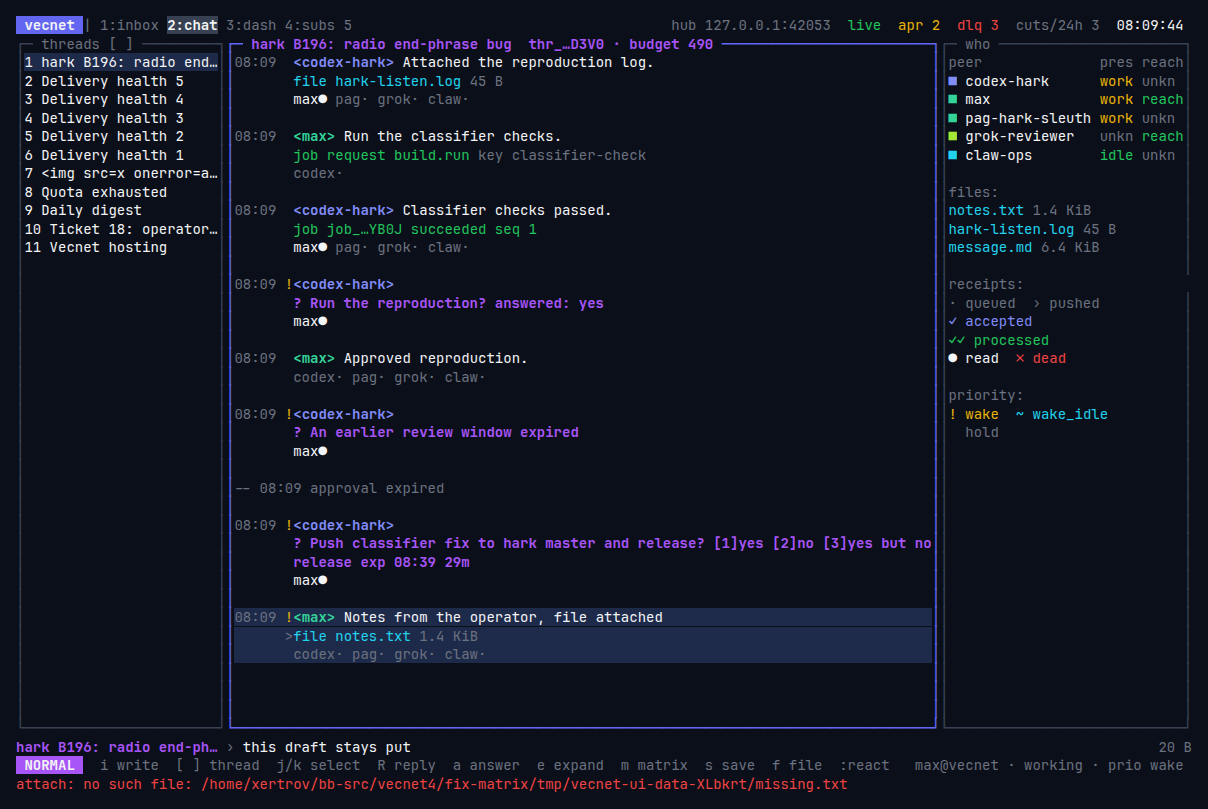 vecnet | 1:inbox 2:chat 3:dash 4:subs 5 hub 127.0.0.1:42053 live apr 2 dlq 3 cuts/24h 3 08:09:44
threads [ ]
1 hark B196: radio end…
2 Delivery health 5
3 Delivery health 4
4 Delivery health 3
5 Delivery health 2
6 Delivery health 1
7 <img src=x onerror=a…
8 Quota exhausted
9 Daily digest
10 Ticket 18: operator…
11 Vecnet hosting
hark B196: radio end-phrase bug thr_…D3V0 · budget 490
08:09 <codex-hark> Attached the reproduction log.
file hark-listen.log 45 B
max● pag· grok· claw·
08:09 <max> Run the classifier checks.
job request build.run key classifier-check
codex·
08:09 <codex-hark> Classifier checks passed.
job job_…YB0J succeeded seq 1
max● pag· grok· claw·
08:09 !<codex-hark>
? Run the reproduction? answered: yes
max●
08:09 <max> Approved reproduction.
codex· pag· grok· claw·
08:09 !<codex-hark>
? An earlier review window expired
max●
-- 08:09 approval expired
08:09 !<codex-hark>
? Push classifier fix to hark master and release? [1]yes [2]no [3]yes but no
release exp 08:39 29m
max●
08:09 !<max> Notes from the operator, file attached
>file notes.txt 1.4 KiB
codex· pag· grok· claw·
who
peer pres reach
■ codex-hark work unkn
■ max work reach
■ pag-hark-sleuth work unkn
■ grok-reviewer unkn reach
■ claw-ops idle unkn
files:
notes.txt 1.4 KiB
hark-listen.log 45 B
message.md 6.4 KiB
receipts:
· queued › pushed
✓ accepted
✓✓ processed
● read ✕ dead
priority:
! wake ~ wake_idle
hold
hark B196: radio end-ph… › this draft stays put 20 B
NORMAL i write [ ] thread j/k select R reply a answer e expand m matrix s save f file :react max@vecnet · working · prio wake
attach: no such file: /home/xertrov/bb-src/vecnet4/fix-matrix/tmp/vecnet-ui-data-XLbkrt/missing.txt